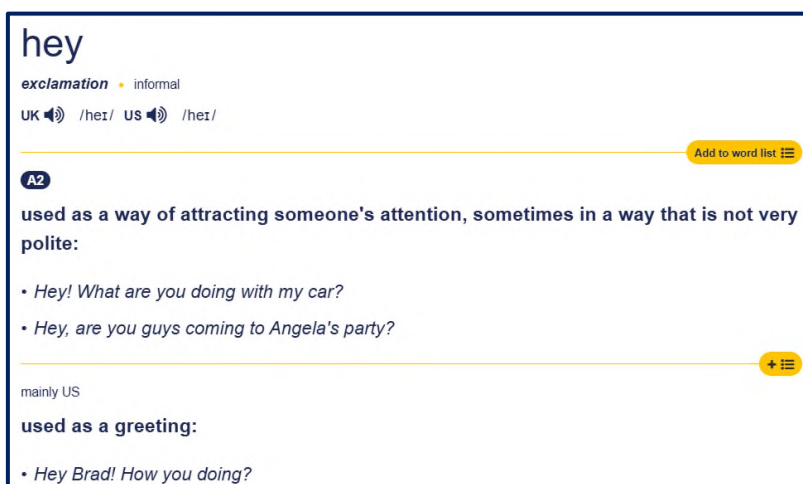 hey
exclamation • informal
UK /heɪ/ US /heɪ/
Add to word list
A2
used as a way of attracting someone's attention, sometimes in a way that is not very
polite:
• Hey! What are you doing with my car?
• Hey, are you guys coming to Angela's party?
+
mainly US
used as a greeting:
• Hey Brad! How you doing?